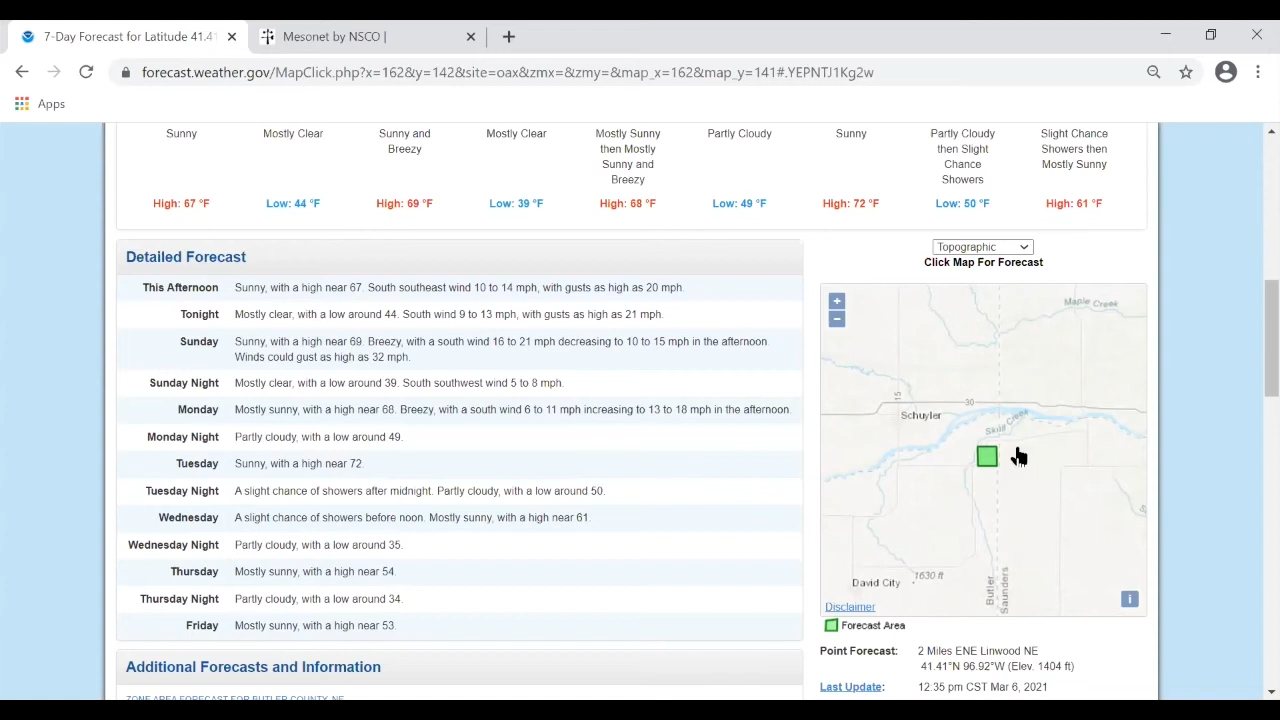 7-Day Forecast for Latitude 41.41
Mesonet by NSCO |
forecast.weather.gov/MapClick.php?x=162&y=142&site=oax&zmx=&zmy=&map_x=162&map_y=141#.YEPNTJ1Kg2w
Apps
Sunny
Mostly Clear
Sunny and
Breezy
Mostly Clear
Mostly Sunny
then Mostly
Sunny and
Breezy
Partly Cloudy
Sunny
Partly Cloudy
then Slight
Chance
Showers
Slight Chance
Showers then
Mostly Sunny
High: 67 °F
Low: 44 °F
High: 69 °F
Low: 39 °F
High: 68 °F
Low: 49 °F
High: 72 °F
Low: 50 °F
High: 61 °F
Detailed Forecast
This Afternoon Sunny, with a high near 67. South southeast wind 10 to 14 mph, with gusts as high as 20 mph.
Tonight Mostly clear, with a low around 44. South wind 9 to 13 mph, with gusts as high as 21 mph.
Sunday Sunny, with a high near 69. Breezy, with a south wind 16 to 21 mph decreasing to 10 to 15 mph in the afternoon.
Winds could gust as high as 32 mph.
Sunday Night Mostly clear, with a low around 39. South southwest wind 5 to 8 mph.
Monday Mostly sunny, with a high near 68. Breezy, with a south wind 6 to 11 mph increasing to 13 to 18 mph in the afternoon.
Monday Night Partly cloudy, with a low around 49.
Tuesday Sunny, with a high near 72.
Tuesday Night A slight chance of showers after midnight. Partly cloudy, with a low around 50.
Wednesday A slight chance of showers before noon. Mostly sunny, with a high near 61.
Wednesday Night Partly cloudy, with a low around 35.
Thursday Mostly sunny, with a high near 54.
Thursday Night Partly cloudy, with a low around 34.
Friday Mostly sunny, with a high near 53.
Additional Forecasts and Information
ZONE AREA FORECAST FOR BUTLER COUNTY, NE
Topographic
Click Map For Forecast
+
−
Maple Creek
15
30
Schuyler
Skull Creek
David City
1630 ft
Butler
Saunders
i
Disclaimer
Forecast Area
Point Forecast: 2 Miles ENE Linwood NE
41.41°N 96.92°W (Elev. 1404 ft)
Last Update: 12:35 pm CST Mar 6, 2021